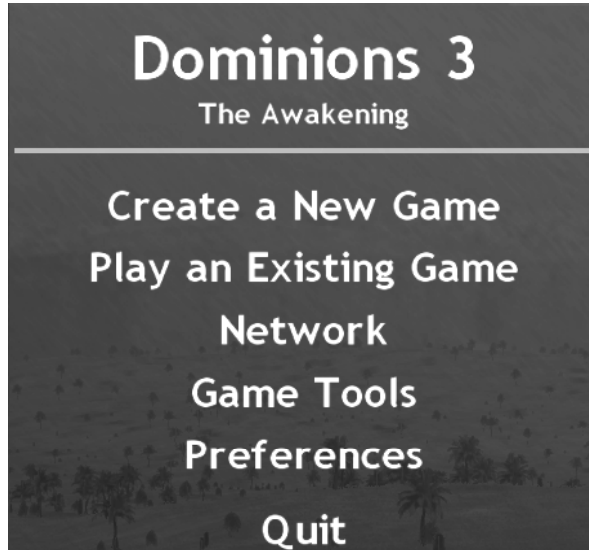 Dominions 3
The Awakening
Create a New Game
Play an Existing Game
Network
Game Tools
Preferences
Quit